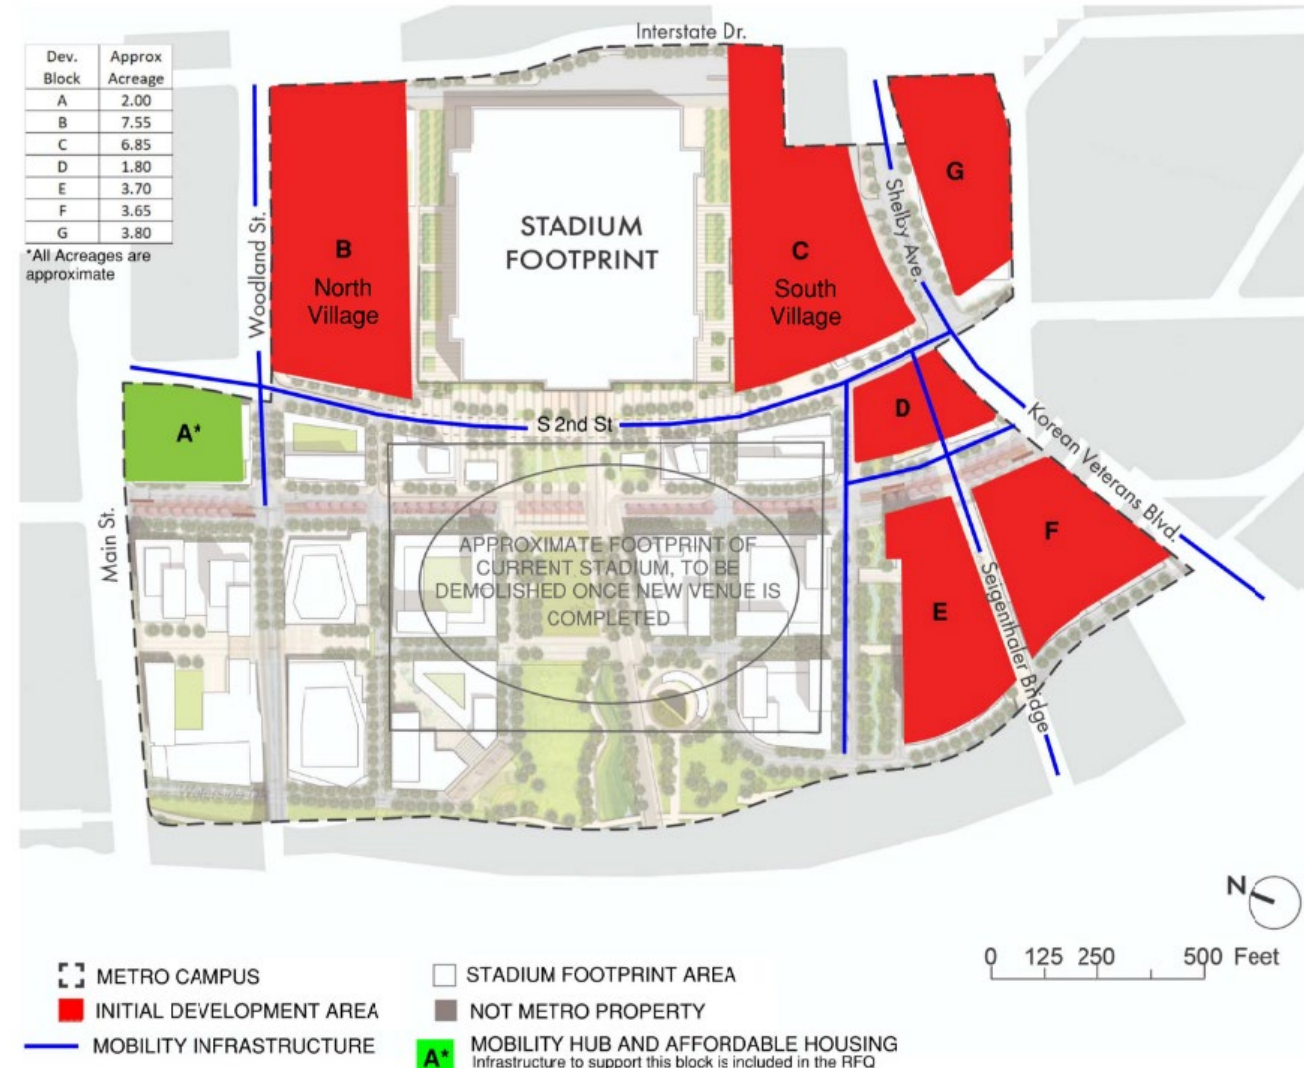 Interstate Dr.
Dev. Approx
Block Acreage
A 2.00
B 7.55
C 6.85
D 1.80
E 3.70
F 3.65
G 3.80
*All Acreages are
approximate
Woodland St.
B
North
Village
STADIUM
FOOTPRINT
C
South
Village
Shelby Ave.
G
A*
S 2nd St
D
Korean Veterans Blvd.
Main St.
APPROXIMATE FOOTPRINT OF
CURRENT STADIUM, TO BE
DEMOLISHED ONCE NEW VENUE IS
COMPLETED
E
F
Seigenthaler Bridge
N
0 125 250 500 Feet
METRO CAMPUS
STADIUM FOOTPRINT AREA
INITIAL DEVELOPMENT AREA
NOT METRO PROPERTY
MOBILITY INFRASTRUCTURE
A*
MOBILITY HUB AND AFFORDABLE HOUSING
Infrastructure to support this block is included in the RFQ